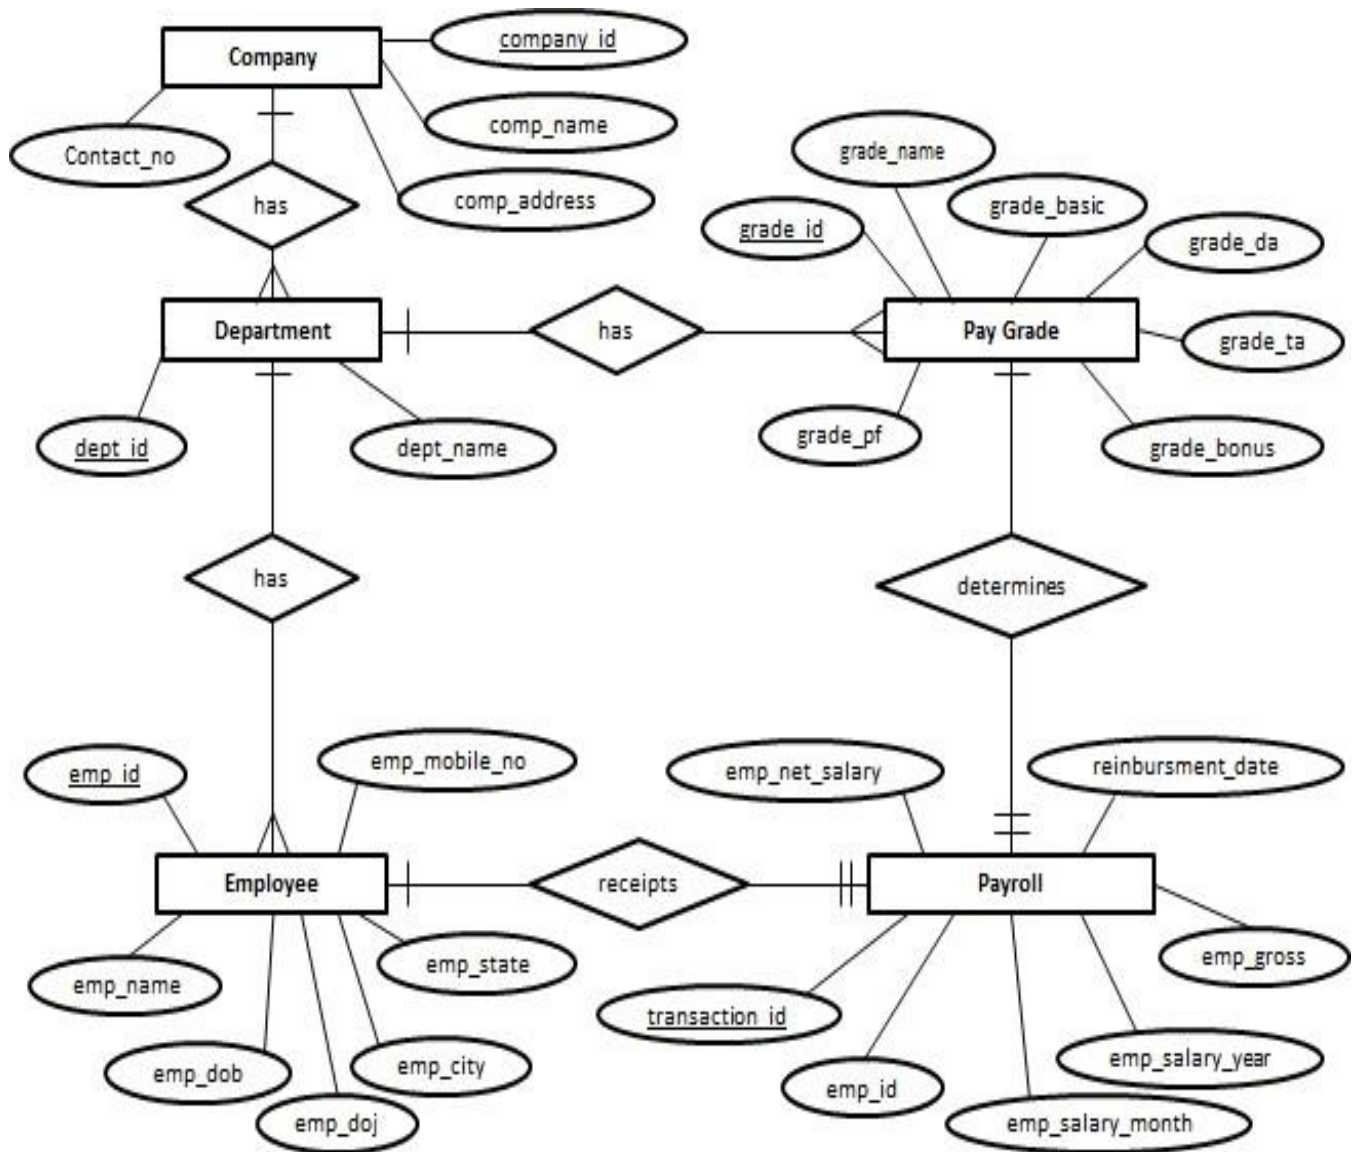 Company
company_id
comp_name
Contact_no
comp_address
has
grade_name
grade_basic
grade_id
grade_da
Department
has
Pay Grade
grade_ta
dept_id
dept_name
grade_pf
grade_bonus
has
determines
emp_id
emp_mobile_no
emp_net_salary
reinbursment_date
Employee
receipts
Payroll
emp_name
emp_state
emp_gross
transaction_id
emp_dob
emp_city
emp_salary_year
emp_id
emp_doj
emp_salary_month